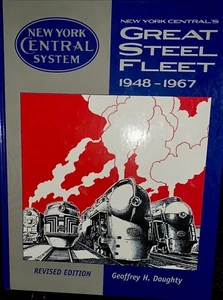 NEW YORK
CENTRAL
SYSTEM
NEW YORK CENTRAL'S
GREAT
STEEL
FLEET
1948-1967
REVISED EDITION
Geoffrey H. Doughty